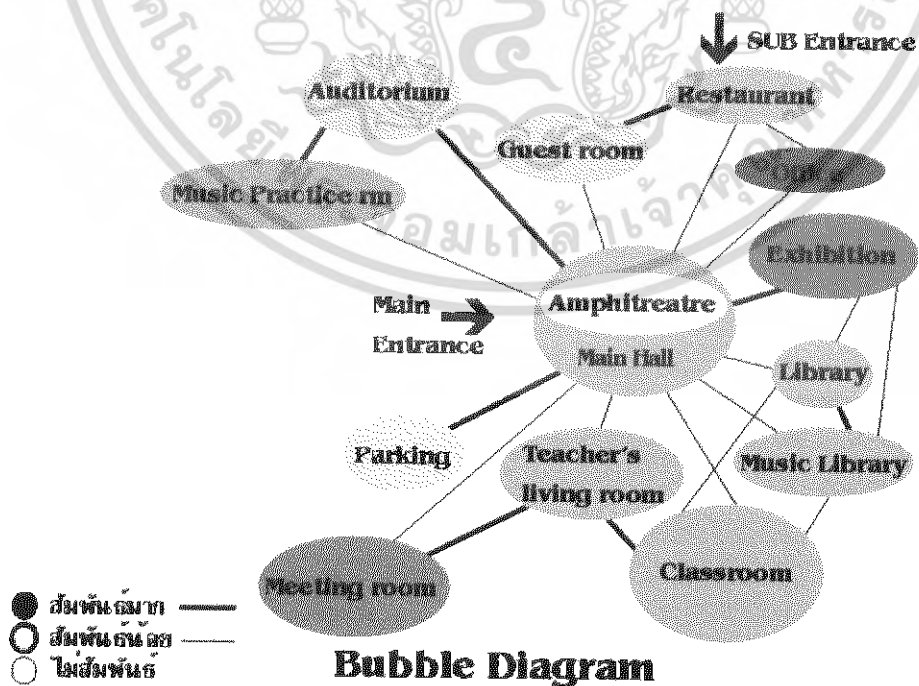 SUB Entrance
Auditorium
Restaurant
Guest room
Music Practice rm
Exhibition
Main
Entrance
Amphitreatre
Main Hall
Library
Parking
Teacher's
living room
Music Library
Meeting room
Classroom
สัมพันธ์มาก
สัมพันธ์น้อย
ไม่สัมพันธ์
Bubble Diagram